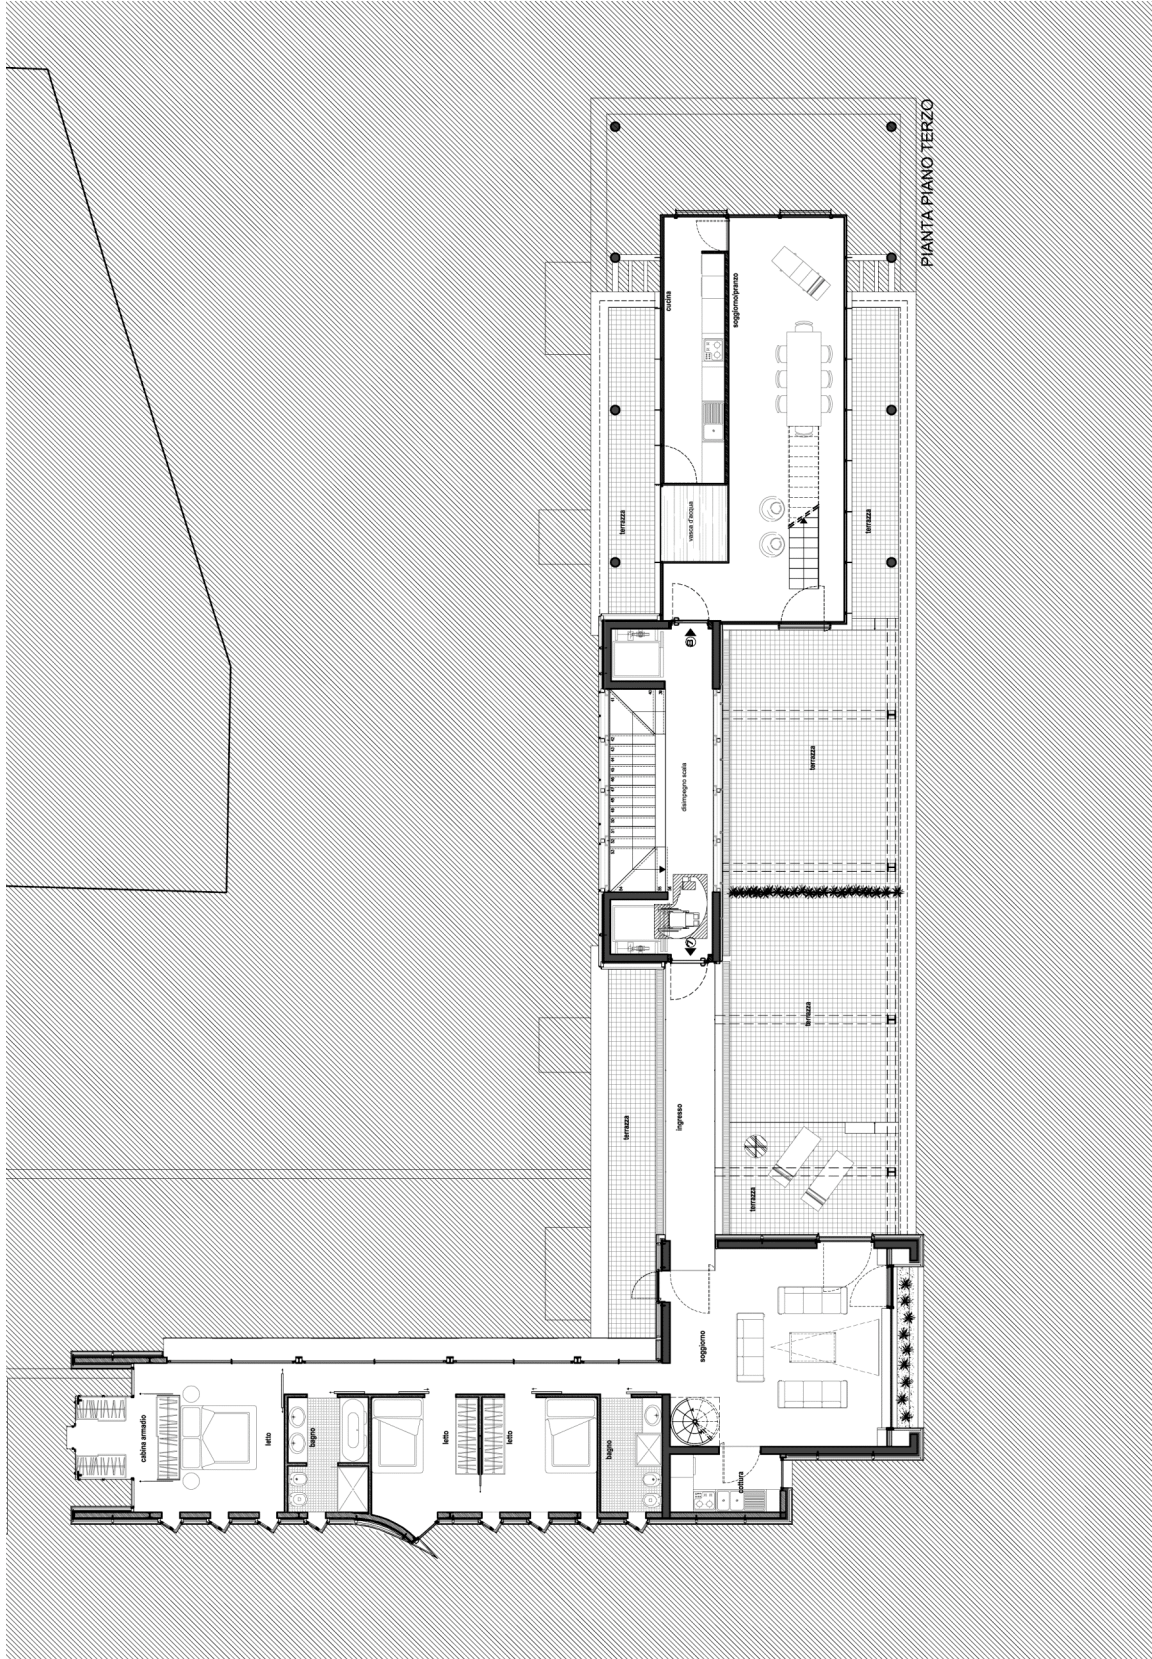 PIANTA PIANO TERZO
cucina
soggiorno/pranzo
terrazza
vasca d'acqua
terrazza
disimpegno scala
terrazza
terrazza
terrazza
ingresso
terrazza
soggiorno
cabina armadio
letto
bagno
letto
letto
bagno
cottura